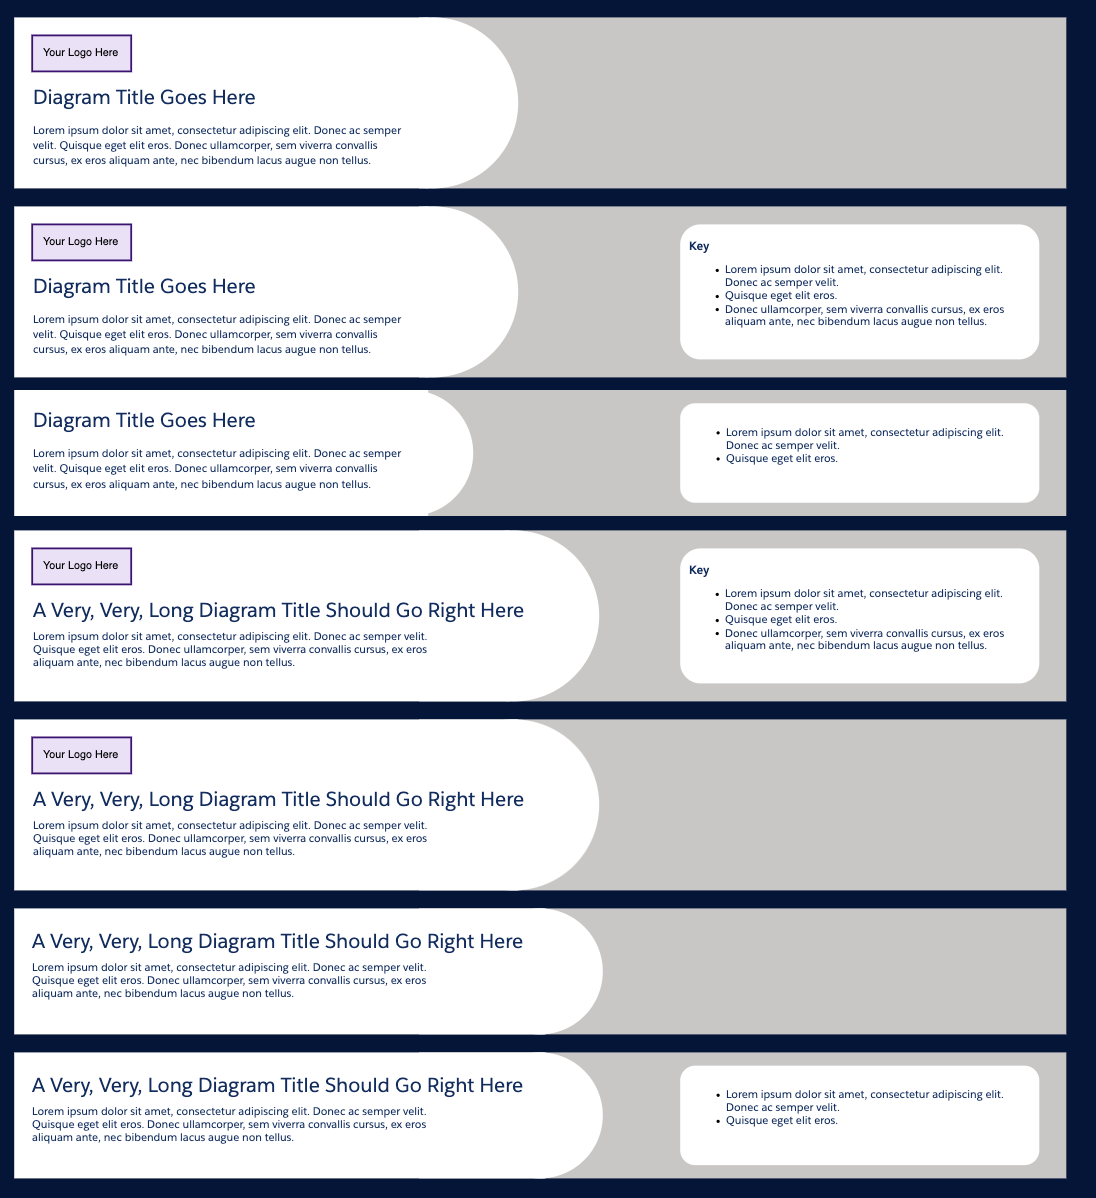 Your Logo Here
Diagram Title Goes Here
Lorem ipsum dolor sit amet, consectetur adipiscing elit. Donec ac semper
velit. Quisque eget elit eros. Donec ullamcorper, sem viverra convallis
cursus, ex eros aliquam ante, nec bibendum lacus augue non tellus.
Your Logo Here
Diagram Title Goes Here
Lorem ipsum dolor sit amet, consectetur adipiscing elit. Donec ac semper
velit. Quisque eget elit eros. Donec ullamcorper, sem viverra convallis
cursus, ex eros aliquam ante, nec bibendum lacus augue non tellus.
Key
• Lorem ipsum dolor sit amet, consectetur adipiscing elit.
Donec ac semper velit.
• Quisque eget elit eros.
• Donec ullamcorper, sem viverra convallis cursus, ex eros
aliquam ante, nec bibendum lacus augue non tellus.
Diagram Title Goes Here
Lorem ipsum dolor sit amet, consectetur adipiscing elit. Donec ac semper
velit. Quisque eget elit eros. Donec ullamcorper, sem viverra convallis
cursus, ex eros aliquam ante, nec bibendum lacus augue non tellus.
• Lorem ipsum dolor sit amet, consectetur adipiscing elit.
Donec ac semper velit.
• Quisque eget elit eros.
Your Logo Here
A Very, Very, Long Diagram Title Should Go Right Here
Lorem ipsum dolor sit amet, consectetur adipiscing elit. Donec ac semper velit.
Quisque eget elit eros. Donec ullamcorper, sem viverra convallis cursus, ex eros
aliquam ante, nec bibendum lacus augue non tellus.
Key
• Lorem ipsum dolor sit amet, consectetur adipiscing elit.
Donec ac semper velit.
• Quisque eget elit eros.
• Donec ullamcorper, sem viverra convallis cursus, ex eros
aliquam ante, nec bibendum lacus augue non tellus.
Your Logo Here
A Very, Very, Long Diagram Title Should Go Right Here
Lorem ipsum dolor sit amet, consectetur adipiscing elit. Donec ac semper velit.
Quisque eget elit eros. Donec ullamcorper, sem viverra convallis cursus, ex eros
aliquam ante, nec bibendum lacus augue non tellus.
A Very, Very, Long Diagram Title Should Go Right Here
Lorem ipsum dolor sit amet, consectetur adipiscing elit. Donec ac semper velit.
Quisque eget elit eros. Donec ullamcorper, sem viverra convallis cursus, ex eros
aliquam ante, nec bibendum lacus augue non tellus.
A Very, Very, Long Diagram Title Should Go Right Here
Lorem ipsum dolor sit amet, consectetur adipiscing elit. Donec ac semper velit.
Quisque eget elit eros. Donec ullamcorper, sem viverra convallis cursus, ex eros
aliquam ante, nec bibendum lacus augue non tellus.
• Lorem ipsum dolor sit amet, consectetur adipiscing elit.
Donec ac semper velit.
• Quisque eget elit eros.